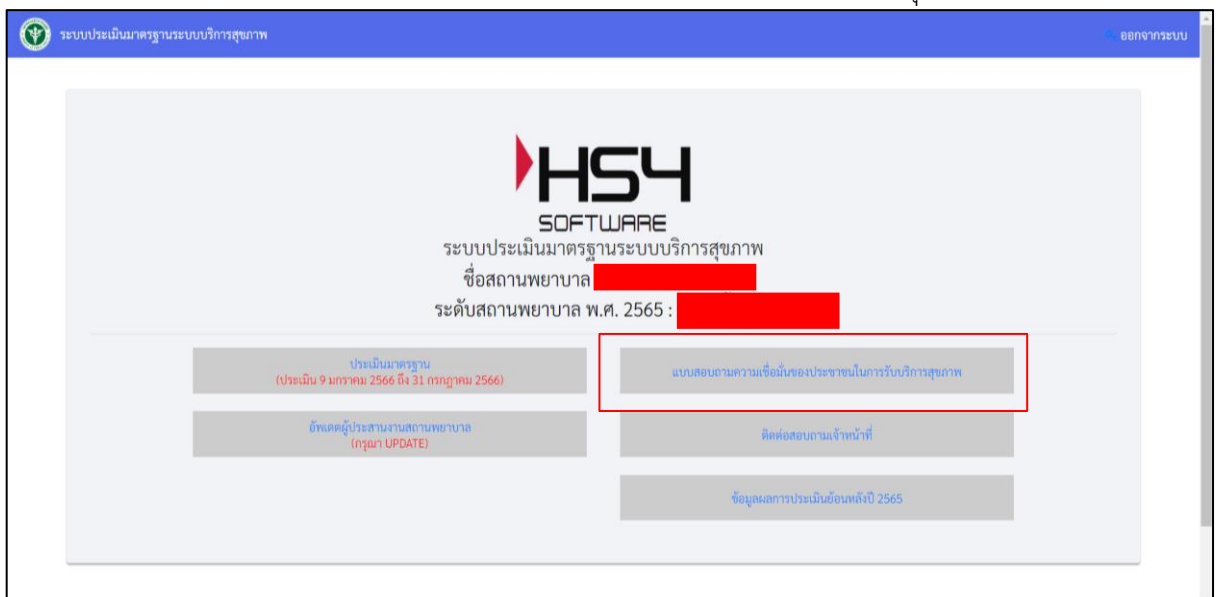 ระบบประเมินมาตรฐานระบบบริการสุขภาพ
ออกจากระบบ
HS4
SOFTWARE
ระบบประเมินมาตรฐานระบบบริการสุขภาพ
ชื่อสถานพยาบาล
ระดับสถานพยาบาล พ.ศ. 2565 :
ประเมินมาตรฐาน
(ประเมิน 9 มกราคม 2566 ถึง 31 กรกฎาคม 2566)
แบบสอบถามความเชื่อมั่นของประชาชนในการรับบริการสุขภาพ
อัพเดตผู้ประสานงานสถานพยาบาล
(กรุณา UPDATE)
ติดต่อสอบถามเจ้าหน้าที่
ข้อมูลผลการประเมินย้อนหลังปี 2565